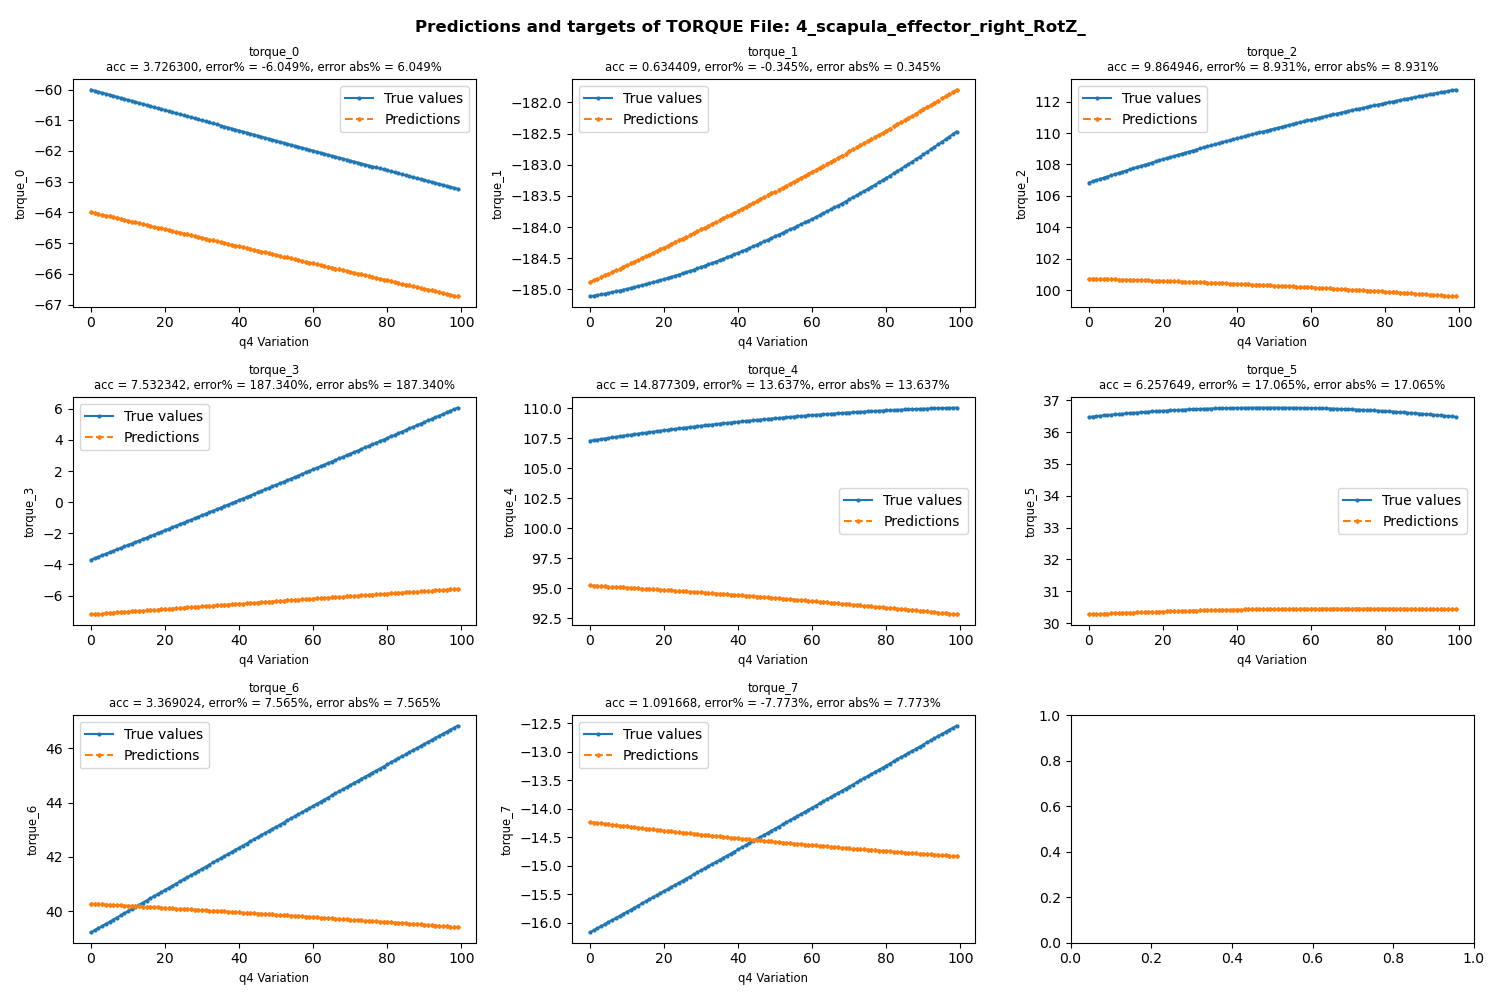 Predictions and targets of TORQUE File: 4_scapula_effector_right_RotZ_
torque_0
acc = 3.726300, error% = -6.049%, error abs% = 6.049%
−60
−61
−62
−63
−64
−65
−66
−67
torque_0
True values
Predictions
0 20 40 60 80 100
q4 Variation
torque_1
acc = 0.634409, error% = -0.345%, error abs% = 0.345%
−182.0
−182.5
−183.0
−183.5
−184.0
−184.5
−185.0
torque_1
True values
Predictions
0 20 40 60 80 100
q4 Variation
torque_2
acc = 9.864946, error% = 8.931%, error abs% = 8.931%
112
110
108
106
104
102
100
torque_2
True values
Predictions
0 20 40 60 80 100
q4 Variation
torque_3
acc = 7.532342, error% = 187.340%, error abs% = 187.340%
6
4
2
0
−2
−4
−6
torque_3
True values
Predictions
0 20 40 60 80 100
q4 Variation
torque_4
acc = 14.877309, error% = 13.637%, error abs% = 13.637%
110.0
107.5
105.0
102.5
100.0
97.5
95.0
92.5
torque_4
True values
Predictions
0 20 40 60 80 100
q4 Variation
torque_5
acc = 6.257649, error% = 17.065%, error abs% = 17.065%
37
36
35
34
33
32
31
30
torque_5
True values
Predictions
0 20 40 60 80 100
q4 Variation
torque_6
acc = 3.369024, error% = 7.565%, error abs% = 7.565%
46
44
42
40
torque_6
True values
Predictions
0 20 40 60 80 100
q4 Variation
torque_7
acc = 1.091668, error% = -7.773%, error abs% = 7.773%
−12.5
−13.0
−13.5
−14.0
−14.5
−15.0
−15.5
−16.0
torque_7
True values
Predictions
0 20 40 60 80 100
q4 Variation
1.0
0.8
0.6
0.4
0.2
0.0
0.0 0.2 0.4 0.6 0.8 1.0